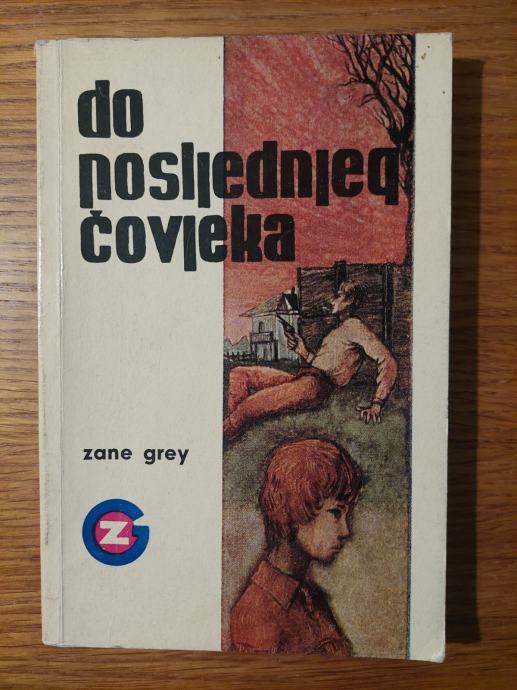 do
posljednjeg
čovjeka
zane grey
zG